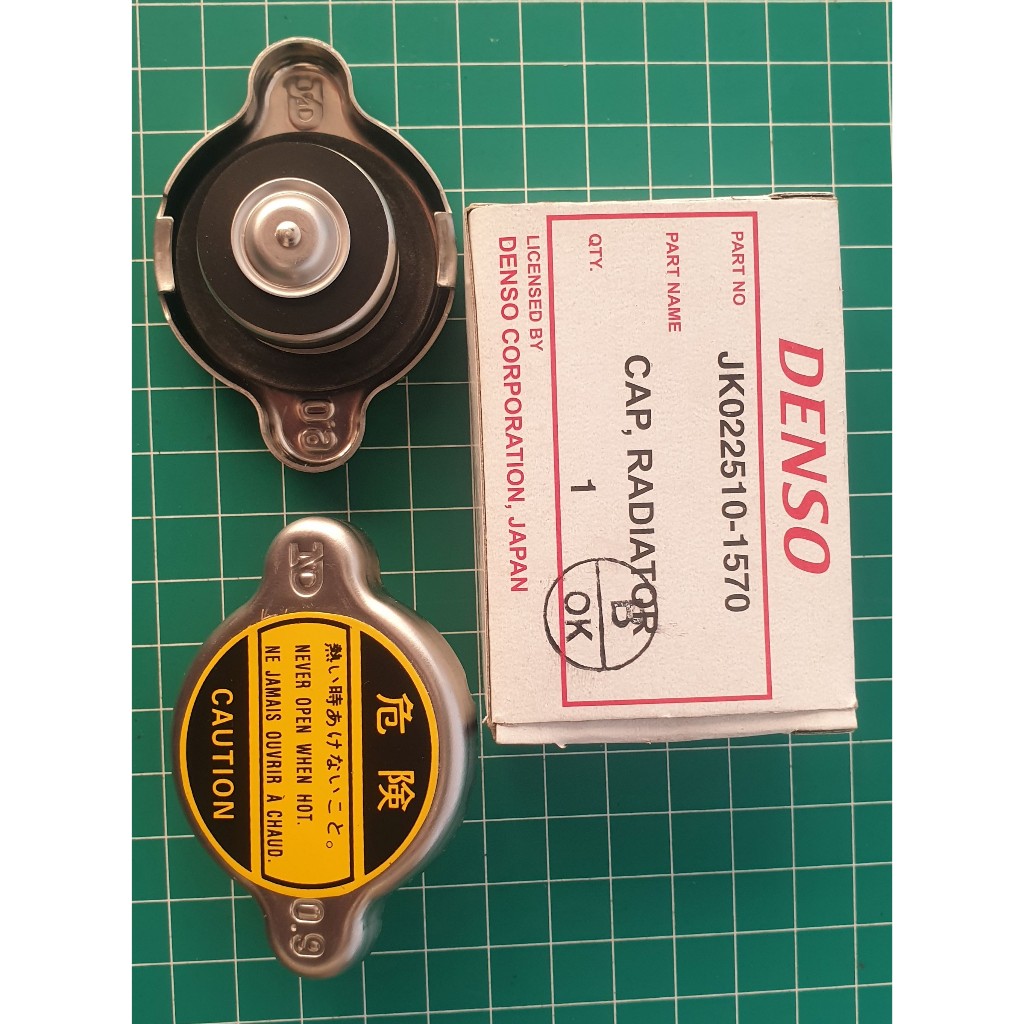 DENSO
PART NO JK022510-1570
PART NAME CAP, RADIATOR
QTY. 1
LICENSED BY
DENSO CORPORATION, JAPAN
B
OK
ND
0.9
ND
危険
熱い時あけないこと。
NEVER OPEN WHEN HOT.
NE JAMAIS OUVRIR À CHAUD.
CAUTION
0.9